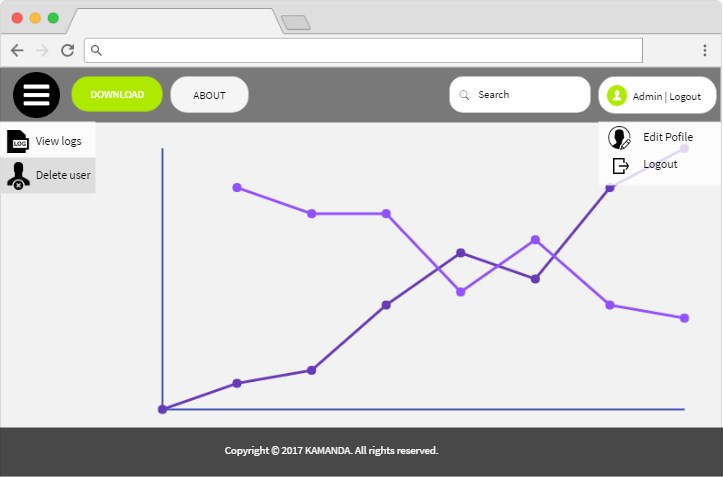 DOWNLOAD
ABOUT
Search
Admin | Logout
LOG
View logs
Delete user
Edit Pofile
Logout
Copyright © 2017 KAMANDA. All rights reserved.